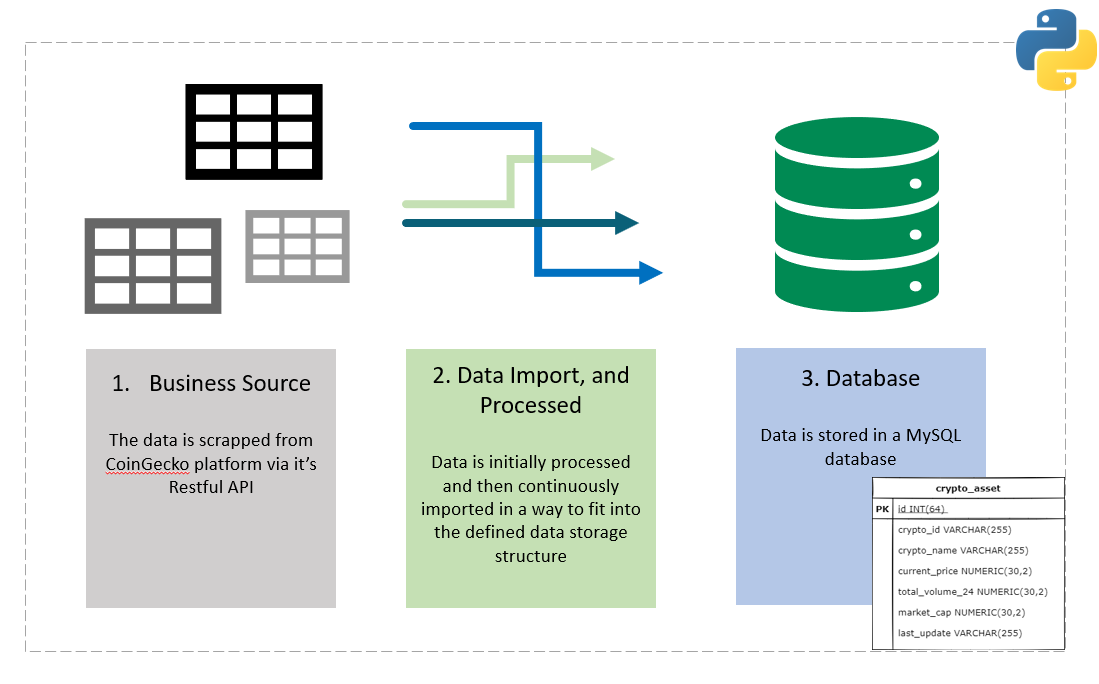 1. Business Source
The data is scrapped from
CoinGecko platform via it’s
Restful API
2. Data Import, and
Processed
Data is initially processed
and then continuously
imported in a way to fit into
the defined data storage
structure
3. Database
Data is stored in a MySQL
database
crypto_asset
PK id INT(64)
crypto_id VARCHAR(255)
crypto_name VARCHAR(255)
current_price NUMERIC(30,2)
total_volume_24 NUMERIC(30,2)
market_cap NUMERIC(30,2)
last_update VARCHAR(255)